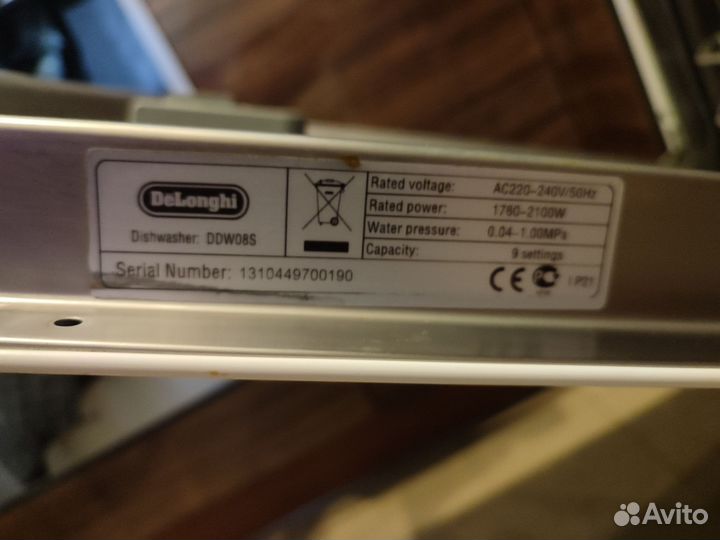 DeLonghi
Dishwasher: DDW08S
Rated voltage: AC220-240V/50Hz
Rated power: 1760-2100W
Water pressure: 0.04-1.00MPa
Capacity: 9 settings
Serial Number: 1310449700190
CE IP21
Avito